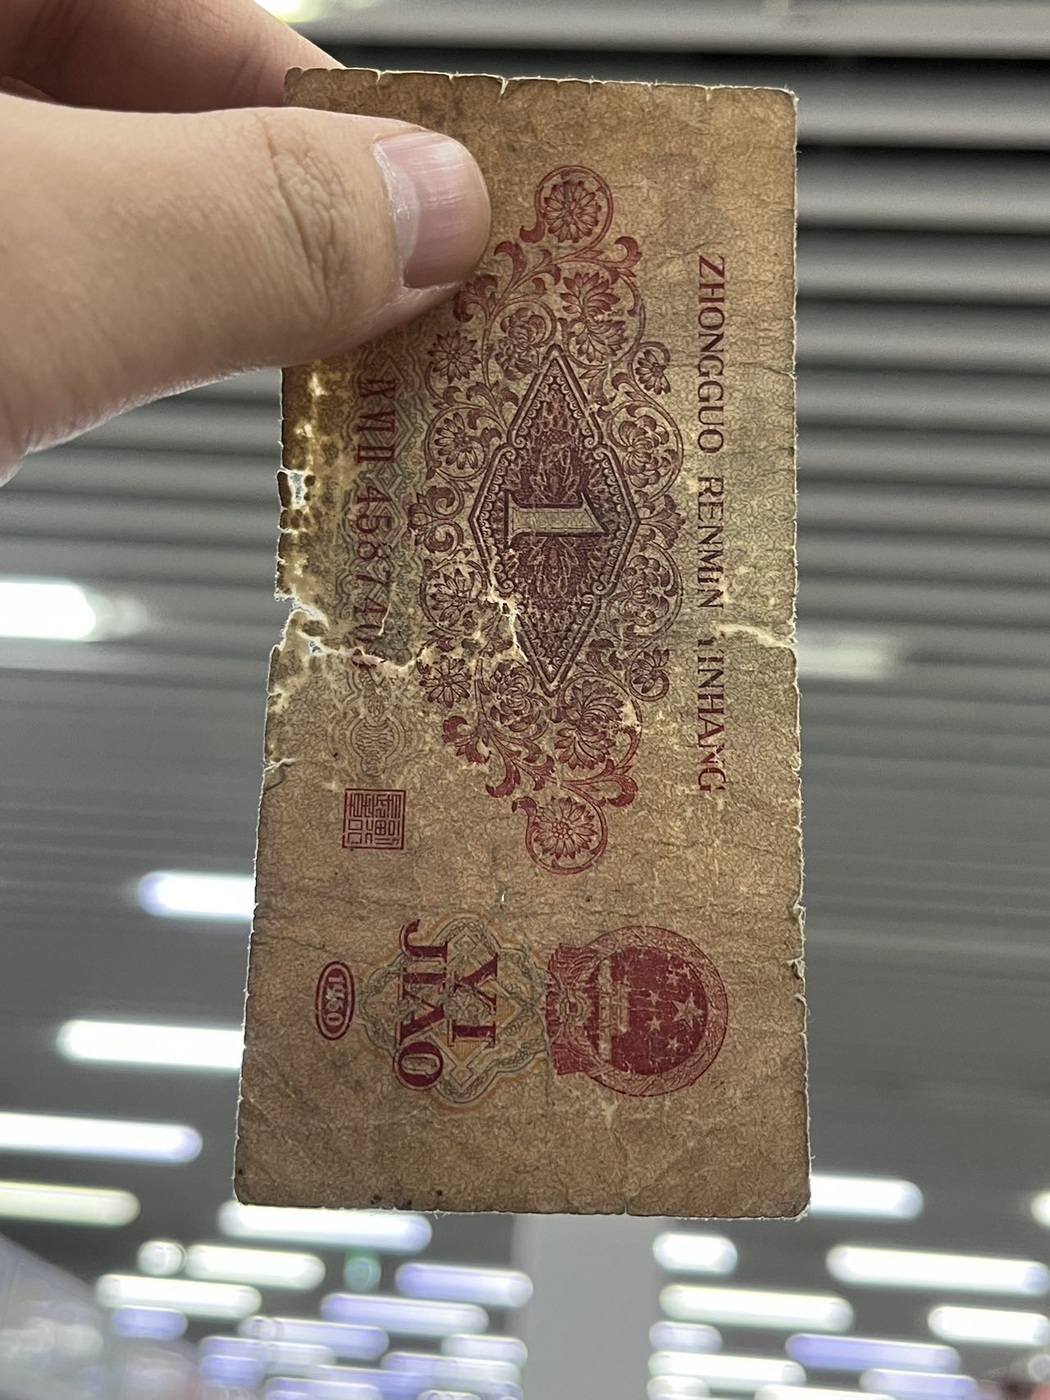 ZHONGGUO RENMIN YINHANG
1
YI
JIAO
1960